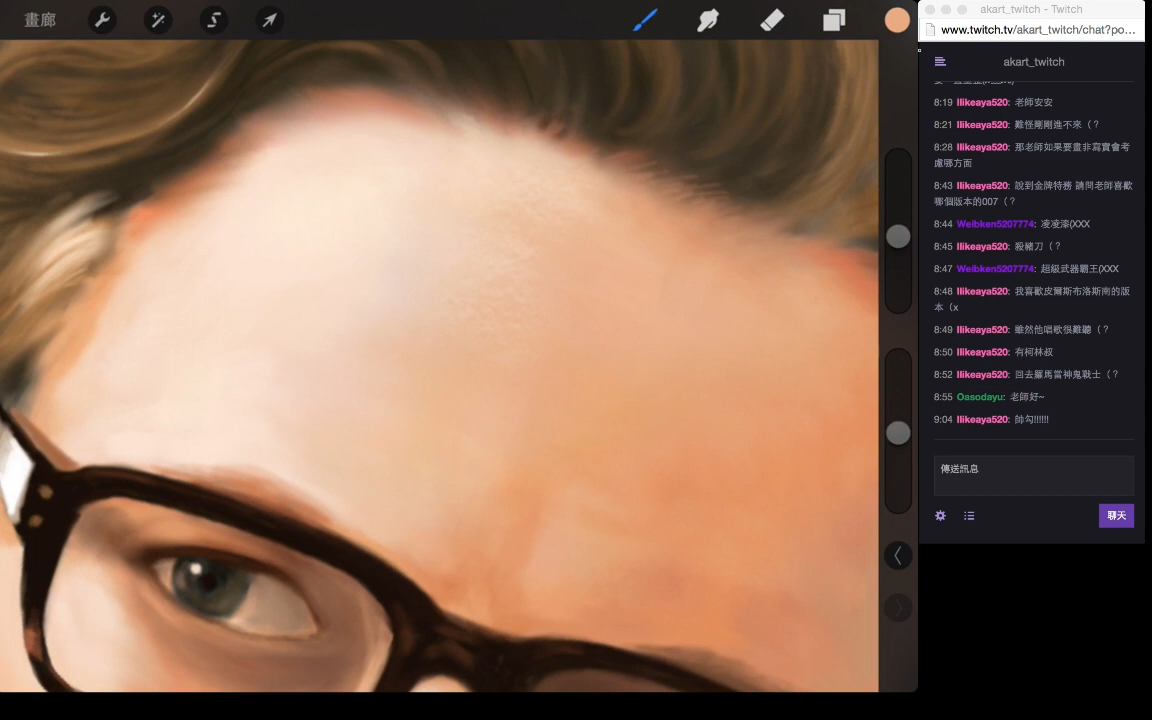 畫廊
akart_twitch - Twitch
www.twitch.tv/akart_twitch/chat?po...
akart_twitch
8:19 llikeaya520: 老師安安
8:21 llikeaya520: 難怪剛剛進不來（？
8:28 llikeaya520: 那老師如果要畫非寫實會考
慮哪方面
8:43 llikeaya520: 說到金牌特務 請問老師喜歡
哪個版本的007（？
8:44 Weibken5207774: 凌凌漆(XXX
8:45 llikeaya520: 殺豬刀（？
8:47 Weibken5207774: 超級武器霸王(XXX
8:48 llikeaya520: 我喜歡皮爾斯布洛斯南的版
本（x
8:49 llikeaya520: 雖然他唱歌很難聽（？
8:50 llikeaya520: 有柯林叔
8:52 llikeaya520: 回去羅馬當神鬼戰士（？
8:55 Oasodayu: 老師好~
9:04 llikeaya520: 帥勾!!!!!!
傳送訊息
聊天